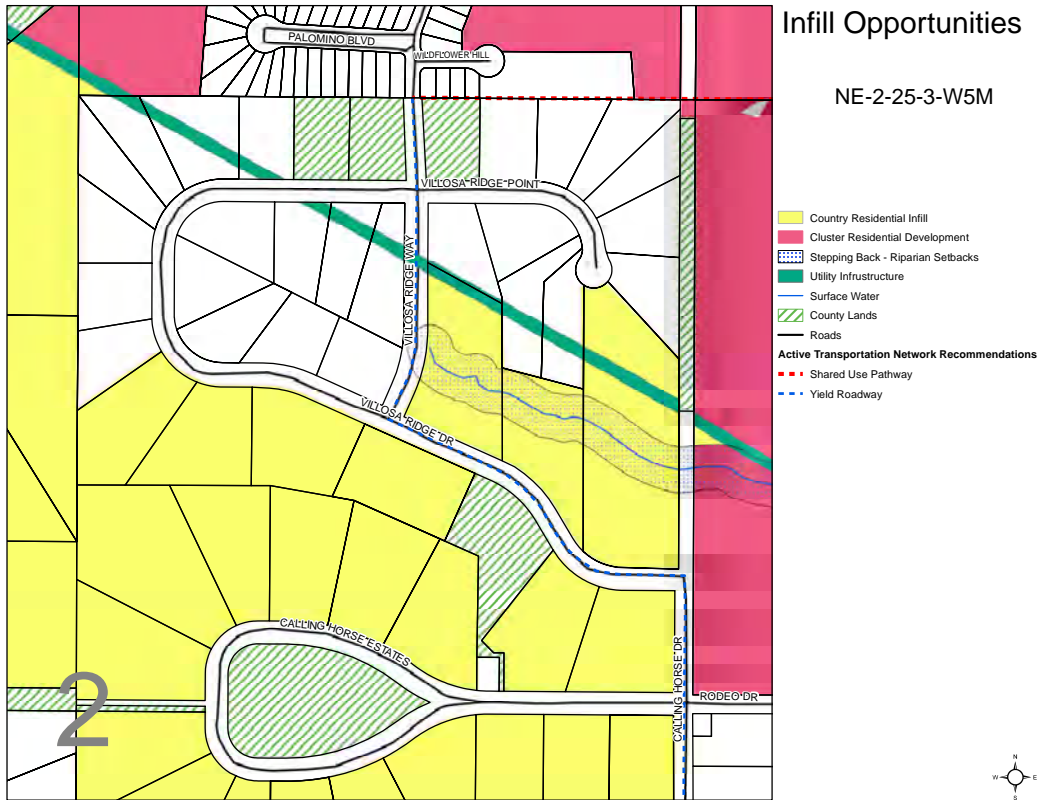 Infill Opportunities
NE-2-25-3-W5M
PALOMINO BLVD
WILDFLOWER HILL
VILLOSA RIDGE POINT
VILLOSA RIDGE WAY
VILLOSA RIDGE DR
CALLING HORSE ESTATES
CALLING HORSE DR
RODEO DR
2
Country Residential Infill
Cluster Residential Development
Stepping Back - Riparian Setbacks
Utility Infrastructure
Surface Water
County Lands
Roads
Active Transportation Network Recommendations
Shared Use Pathway
Yield Roadway
N
W E
S